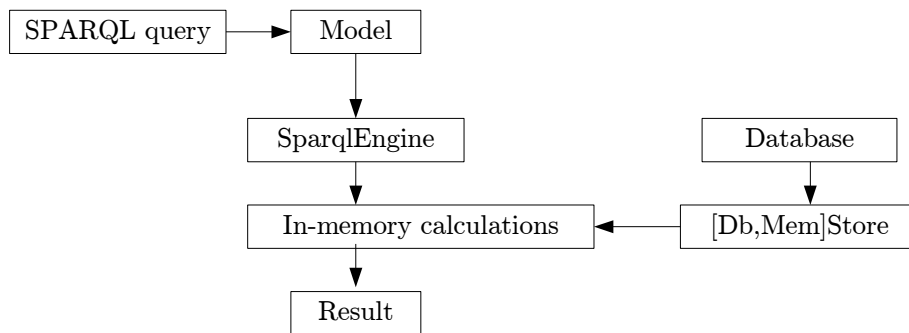 SPARQL query
Model
SparqlEngine
Database
In-memory calculations
[Db,Mem]Store
Result